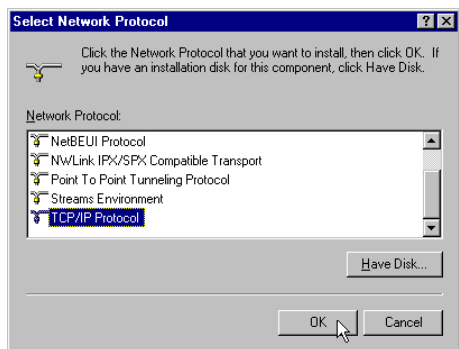 Select Network Protocol
Click the Network Protocol that you want to install, then click OK. If
you have an installation disk for this component, click Have Disk.
Network Protocol:
NetBEUI Protocol
NWLink IPX/SPX Compatible Transport
Point To Point Tunneling Protocol
Streams Environment
TCP/IP Protocol
Have Disk...
OK
Cancel